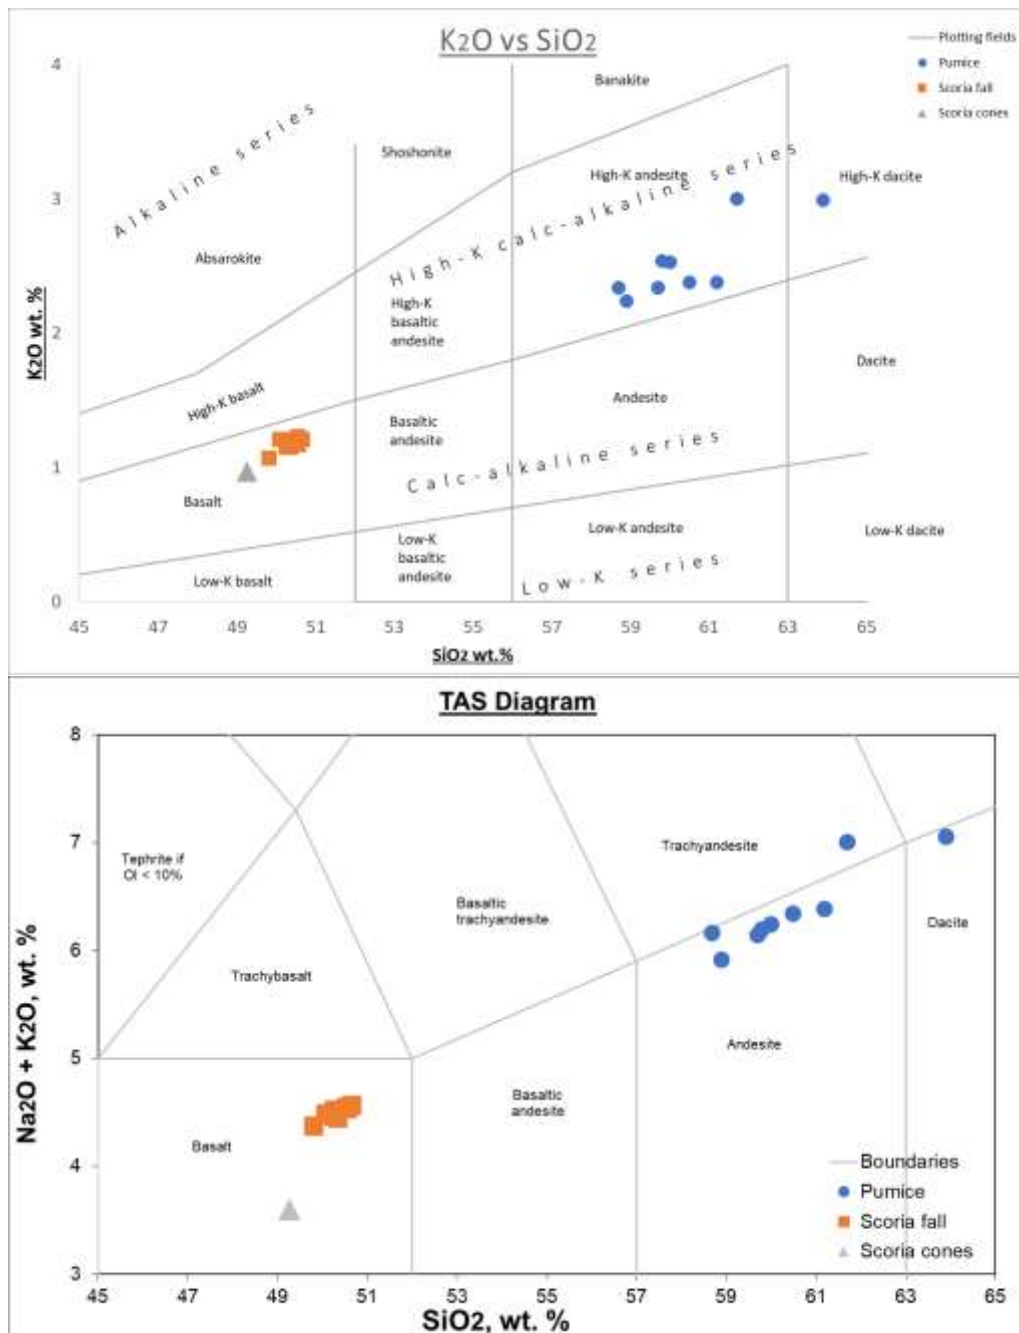 K2O vs SiO2
Plotting fields
Pumice
Scoria fall
Scoria cones
4
3
2
1
0
K2O wt. %
Alkaline series
Banakite
Shoshonite
High-K andesite
High-K dacite
High-K calc-alkaline series
Absarokite
High-K
basaltic
andesite
High-K basalt
Dacite
Andesite
Basaltic
andesite
Calc-alkaline series
Basalt
Low-K andesite
Low-K dacite
Low-K
basaltic
andesite
Low-K basalt
Low-K series
45 47 49 51 53 55 57 59 61 63 65
SiO2 wt.%
TAS Diagram
8
7
6
5
4
3
Na2O + K2O, wt. %
Tephrite if
Ol < 10%
Trachyandesite
Basaltic
trachyandesite
Dacite
Trachybasalt
Andesite
Basaltic
andesite
Basalt
Boundaries
Pumice
Scoria fall
Scoria cones
45 47 49 51 53 55 57 59 61 63 65
SiO2, wt. %